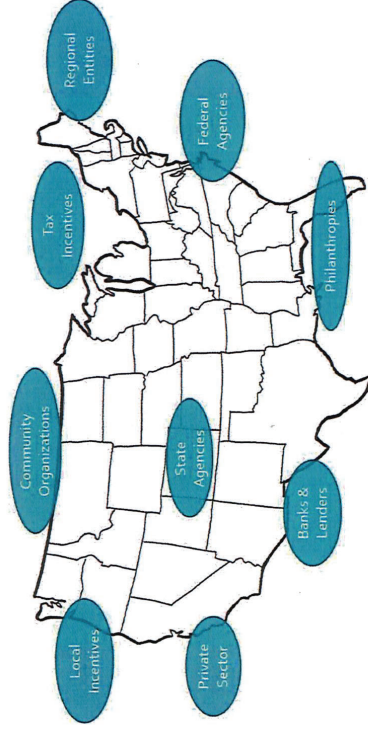 Local
Incentives
Community
Organizations
Tax
Incentives
Regional
Entities
Private
Sector
State
Agencies
Federal
Agencies
Banks &
Lenders
Philanthropies